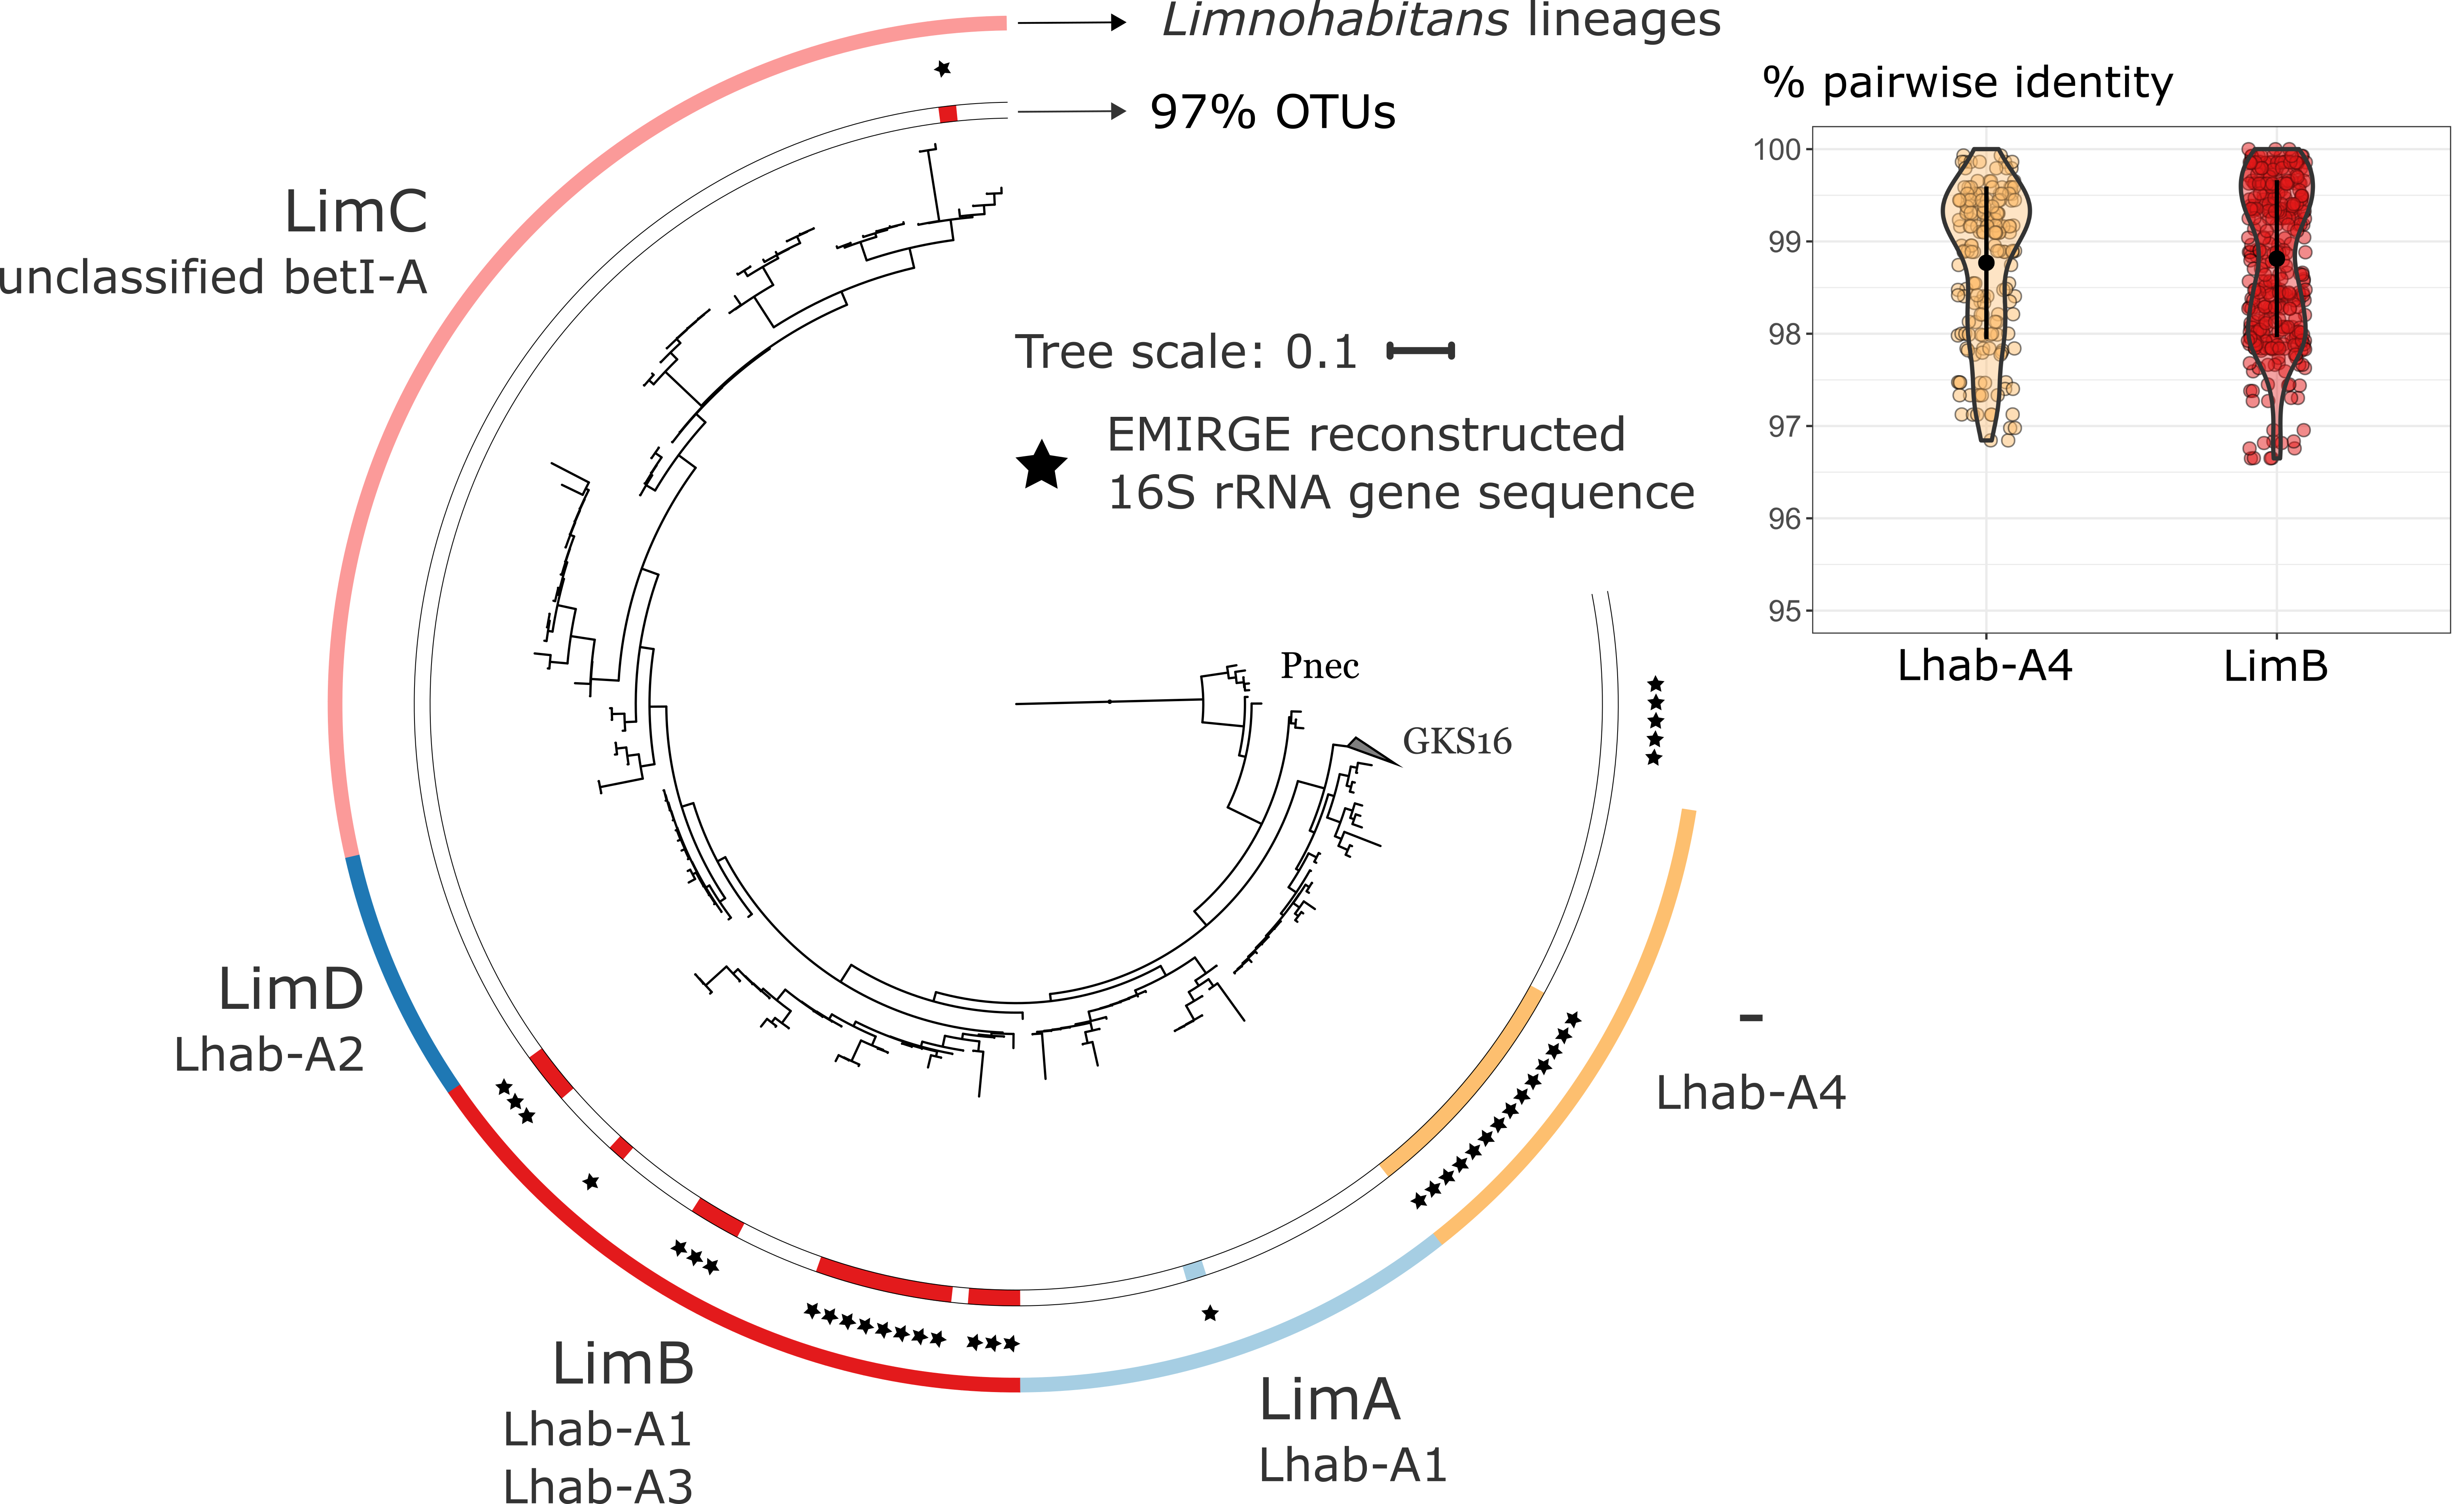 Limnohabitans lineages
97% OTUs
% pairwise identity
100
99
98
97
96
95
Lhab-A4
LimB
LimC
unclassified betI-A
Tree scale: 0.1
EMIRGE reconstructed
16S rRNA gene sequence
Pnec
GKS16
LimD
Lhab-A2
-
Lhab-A4
LimB
Lhab-A1
Lhab-A3
LimA
Lhab-A1